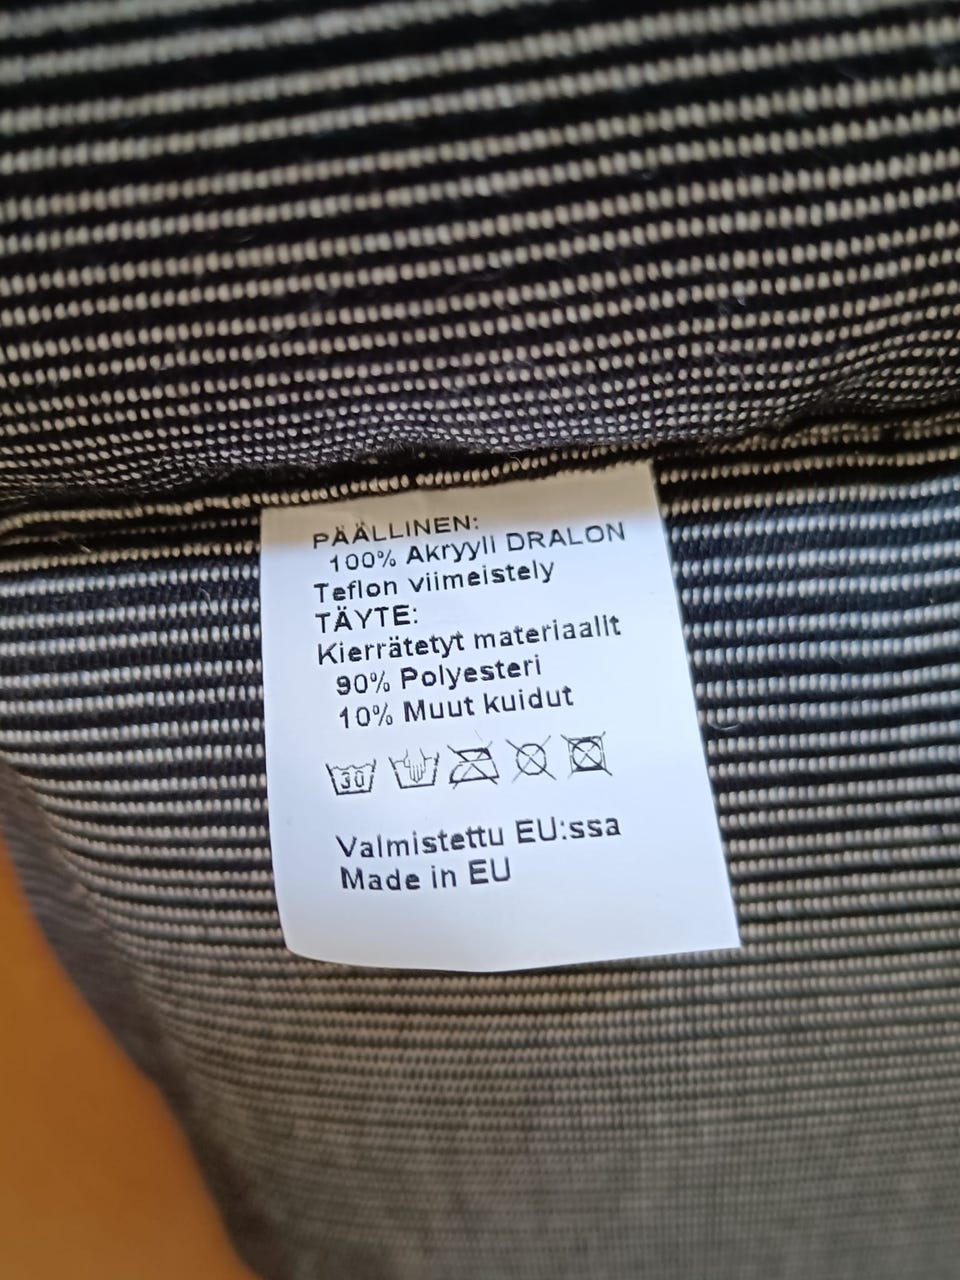 PÄÄLLINEN:
100% Akryyli DRALON
Teflon viimeistely
TÄYTE:
Kierrätetyt materiaalit
90% Polyesteri
10% Muut kuidut
30
Valmistettu EU:ssa
Made in EU